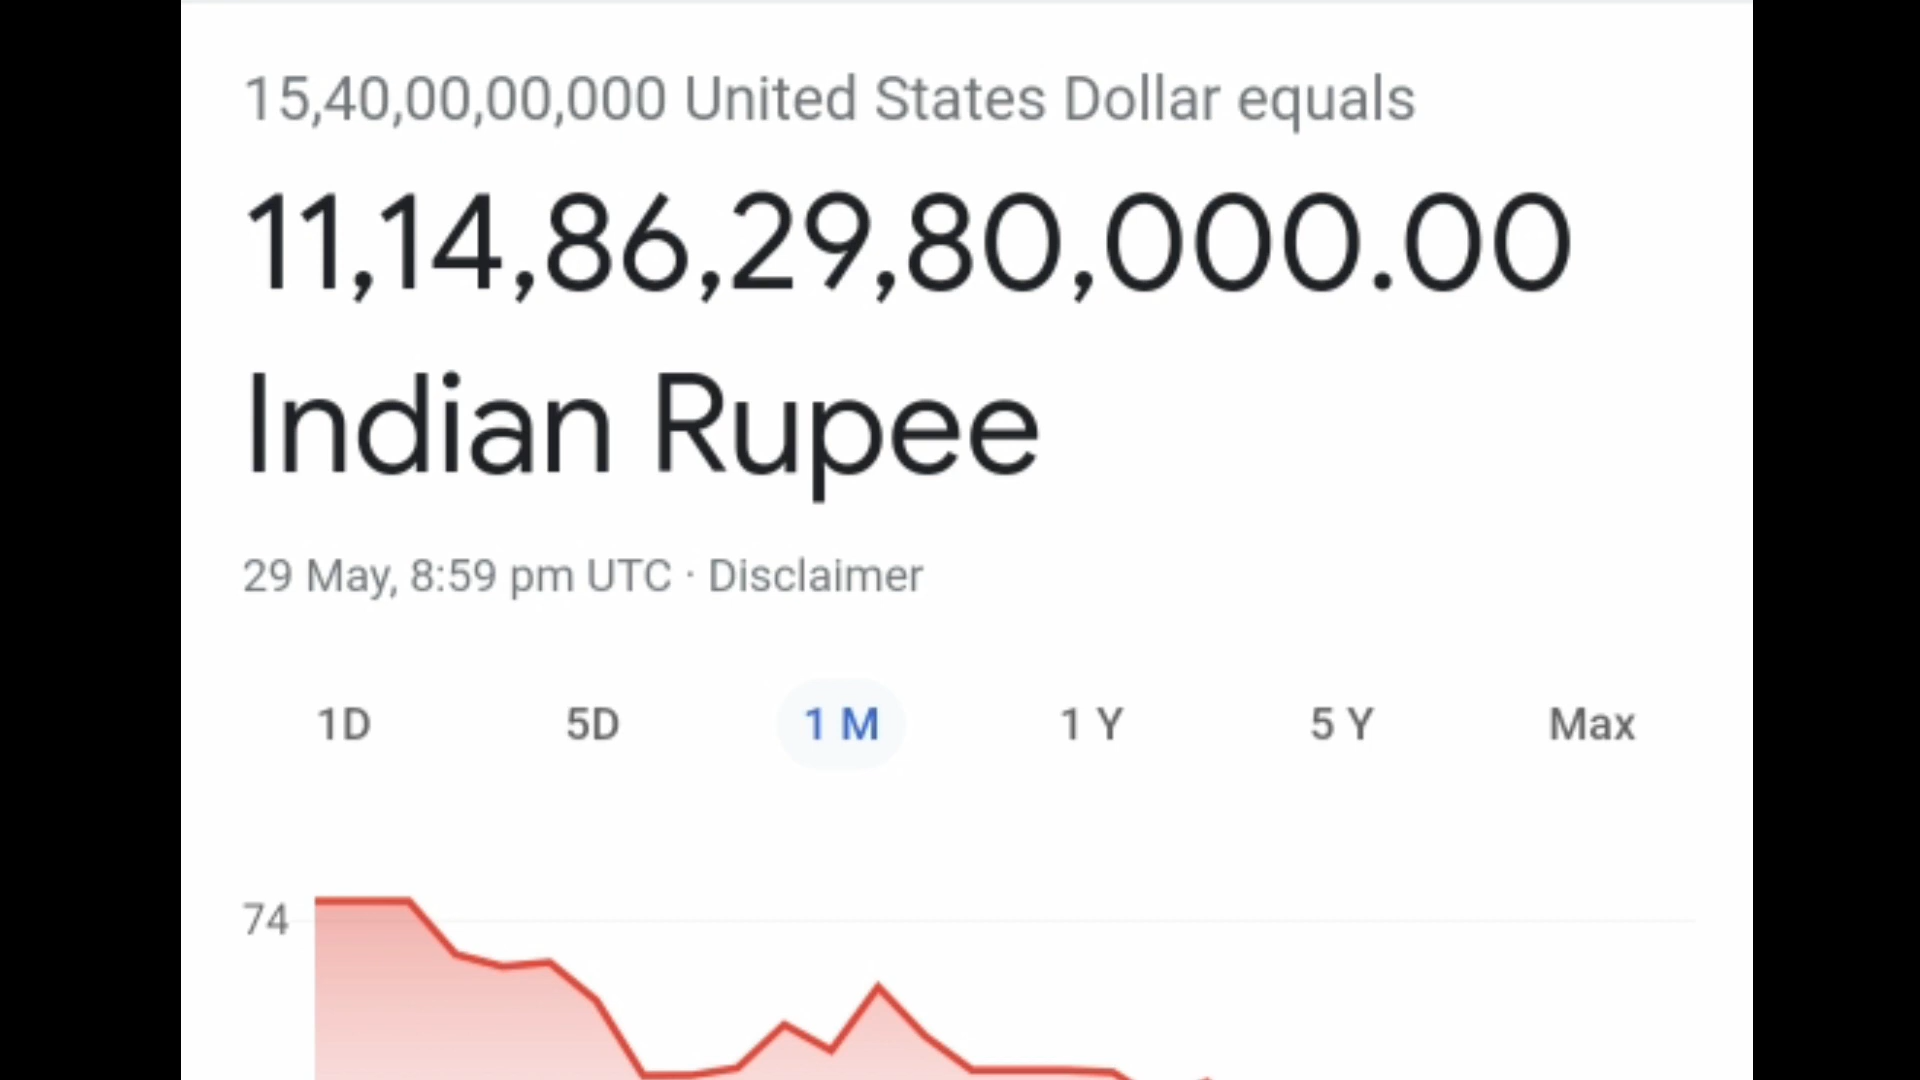 15,40,00,00,000 United States Dollar equals
11,14,86,29,80,000.00
Indian Rupee
29 May, 8:59 pm UTC · Disclaimer
1D 5D 1 M 1 Y 5 Y Max
74